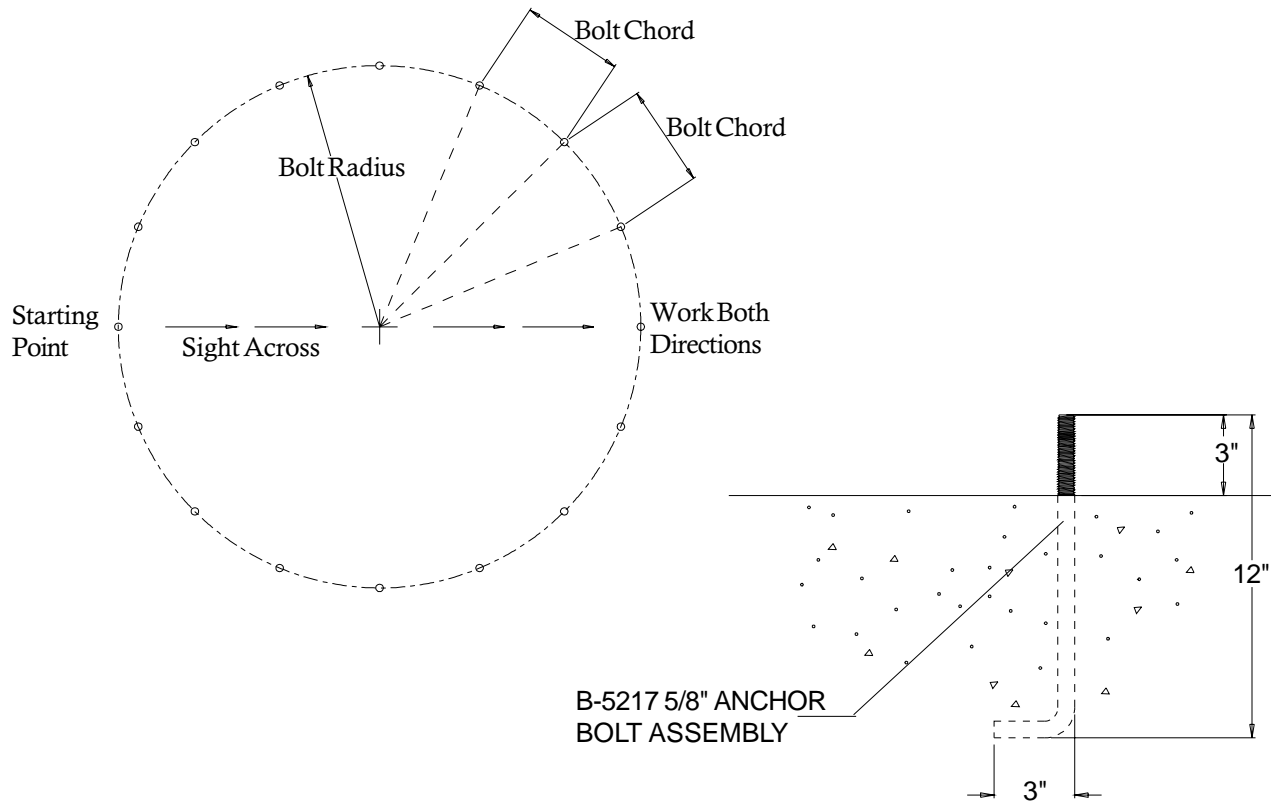 Bolt Chord
Bolt Chord
Bolt Radius
Starting
Point
Sight Across
Work Both
Directions
3"
12"
B-5217 5/8" ANCHOR
BOLT ASSEMBLY
3"